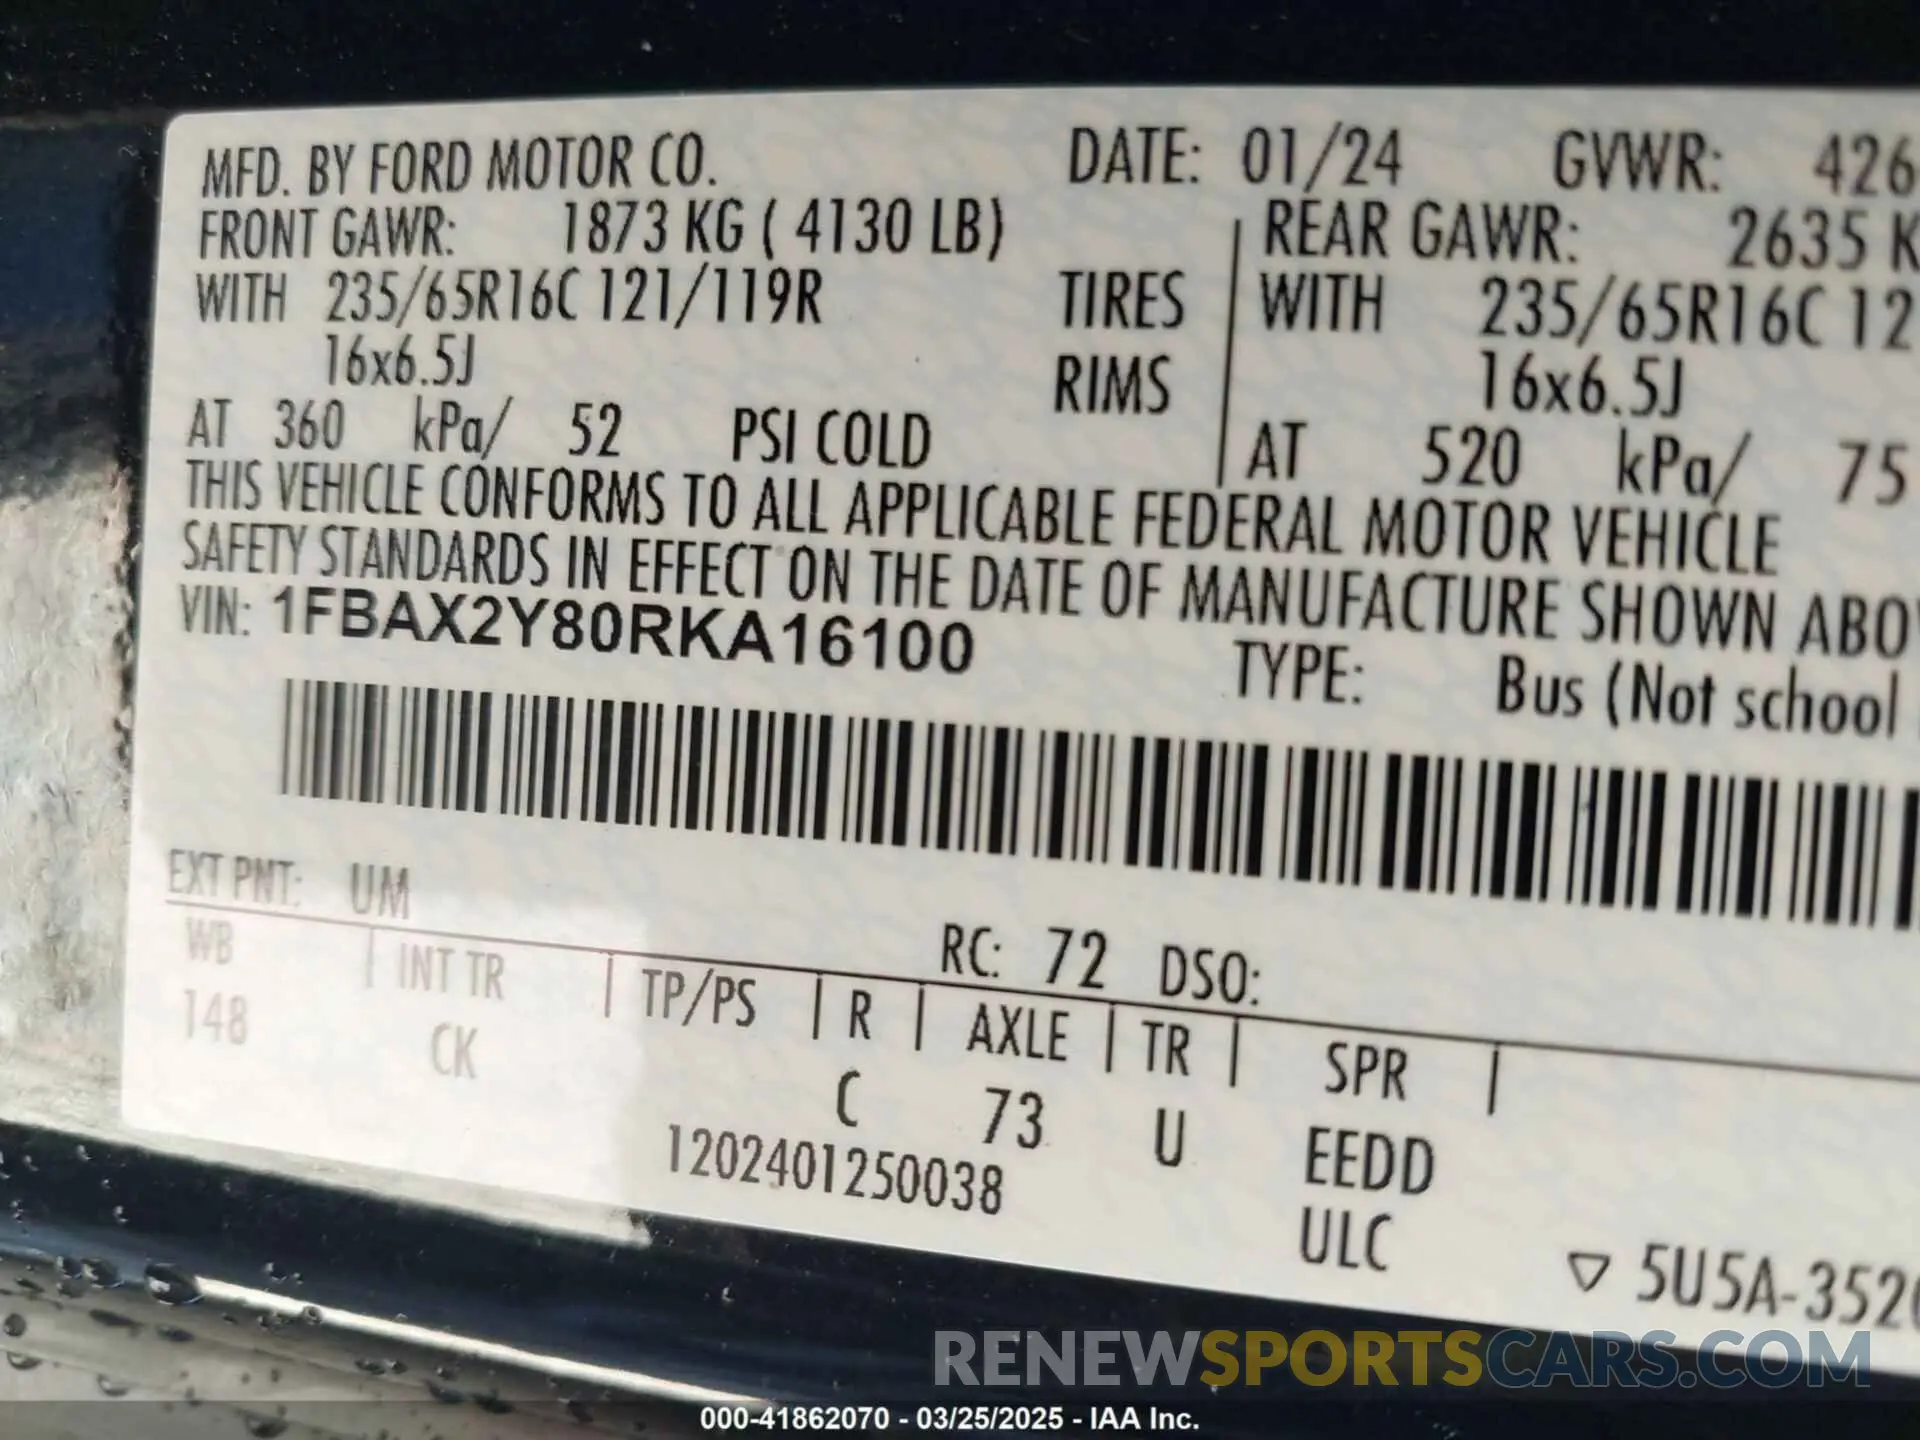 MFD. BY FORD MOTOR CO. DATE: 01/24 GVWR: 426
FRONT GAWR: 1873 KG ( 4130 LB) REAR GAWR: 2635 K
WITH 235/65R16C 121/119R TIRES WITH 235/65R16C 12
16x6.5J RIMS 16x6.5J
AT 360 kPa/ 52 PSI COLD AT 520 kPa/ 75
THIS VEHICLE CONFORMS TO ALL APPLICABLE FEDERAL MOTOR VEHICLE
SAFETY STANDARDS IN EFFECT ON THE DATE OF MANUFACTURE SHOWN ABO
VIN: 1FBAX2Y80RKA16100
TYPE: Bus (Not school
EXT PNT: UM RC: 72 DSO:
WB | INT TR | TP/PS | R | AXLE | TR | SPR |
148 CK C 73 U EEDD
1202401250038 ULC
▽ 5U5A-3520
RENEWSPORTSCARS.COM
000-41862070 - 03/25/2025 - IAA Inc.